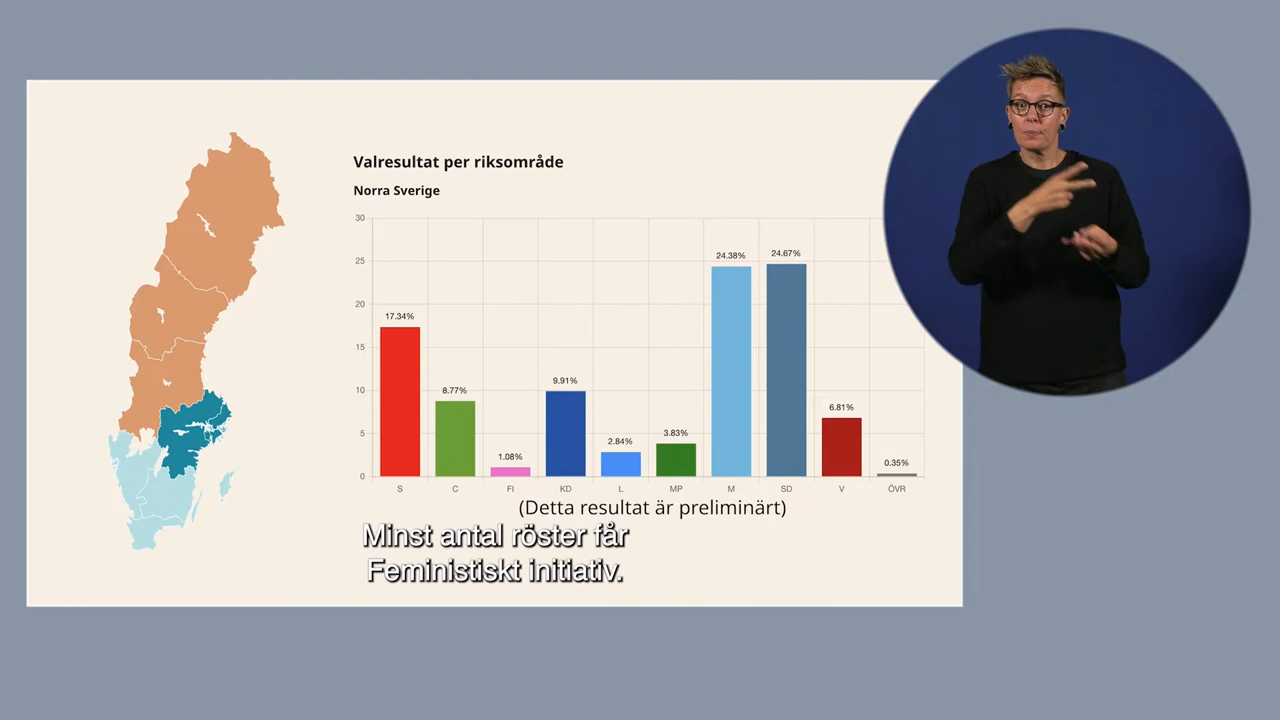 Valresultat per riksområde
Norra Sverige
30
25
20
15
10
5
0
17.34%
8.77%
1.08%
9.91%
2.84%
3.83%
24.38%
24.67%
6.81%
0.35%
S C FI KD L MP M SD V ÖVR
(Detta resultat är preliminärt)
Minst antal röster får
Feministiskt initiativ.